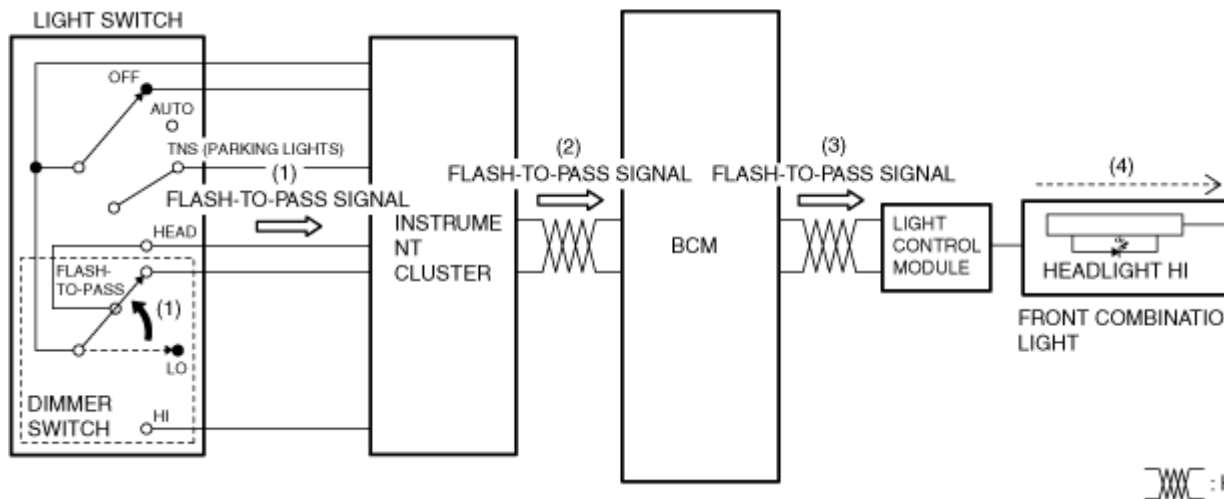 LIGHT SWITCH
OFF
AUTO
TNS (PARKING LIGHTS)
(1)
FLASH-TO-PASS SIGNAL
HEAD
FLASH-
TO-PASS
(1)
LO
DIMMER
SWITCH
HI
INSTRUME
NT
CLUSTER
(2)
FLASH-TO-PASS SIGNAL
BCM
(3)
FLASH-TO-PASS SIGNAL
LIGHT
CONTROL
MODULE
(4)
HEADLIGHT HI
FRONT COMBINATIO
LIGHT
: